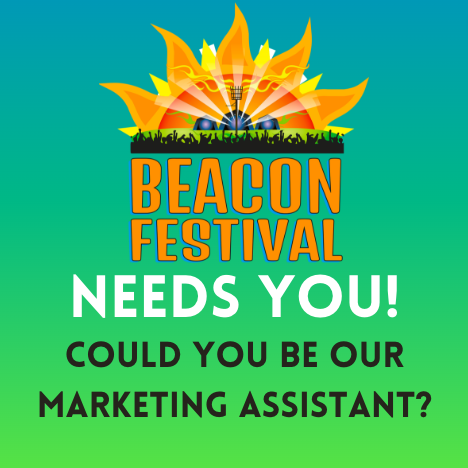 BEACON
FESTIVAL
NEEDS YOU!
COULD YOU BE OUR
MARKETING ASSISTANT?